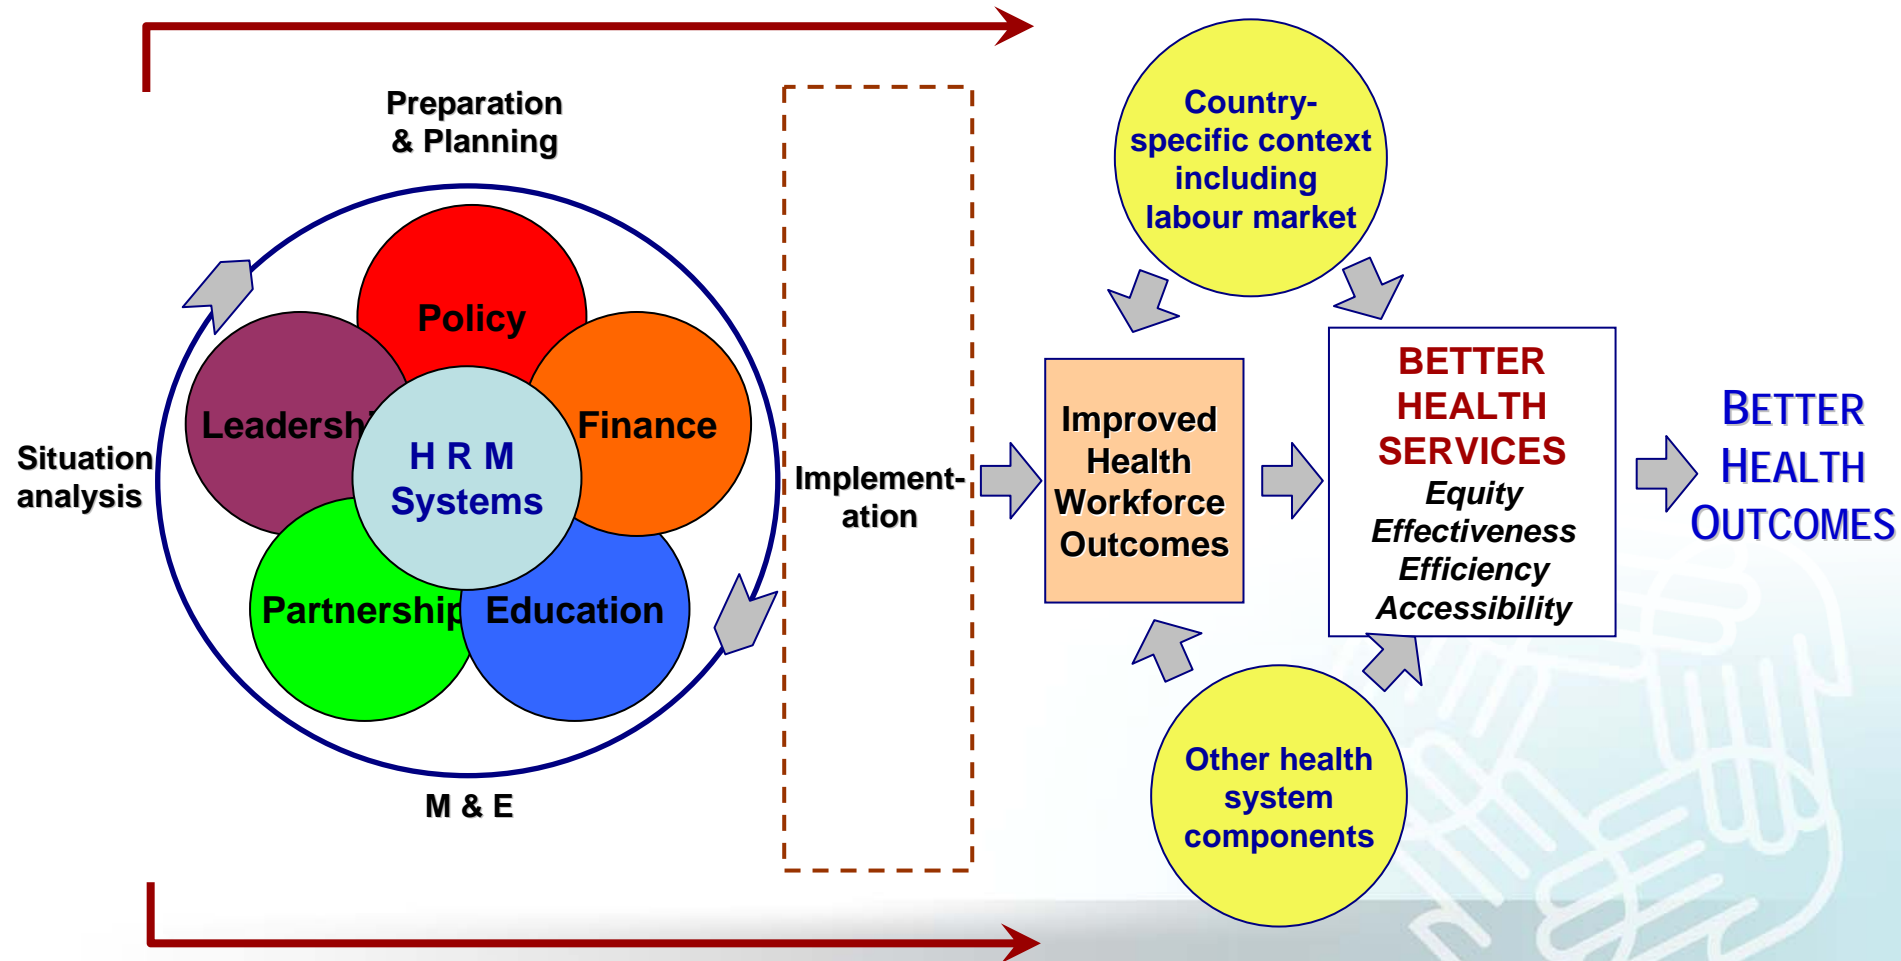 Preparation
& Planning
Policy
Leadershi
Finance
H R M
Systems
Situation
analysis
Partnership
Education
M & E
Implement-
ation
Country-
specific context
including
labour market
Improved
Health
Workforce
Outcomes
BETTER
HEALTH
SERVICES
Equity
Effectiveness
Efficiency
Accessibility
BETTER
HEALTH
OUTCOMES
Other health
system
components